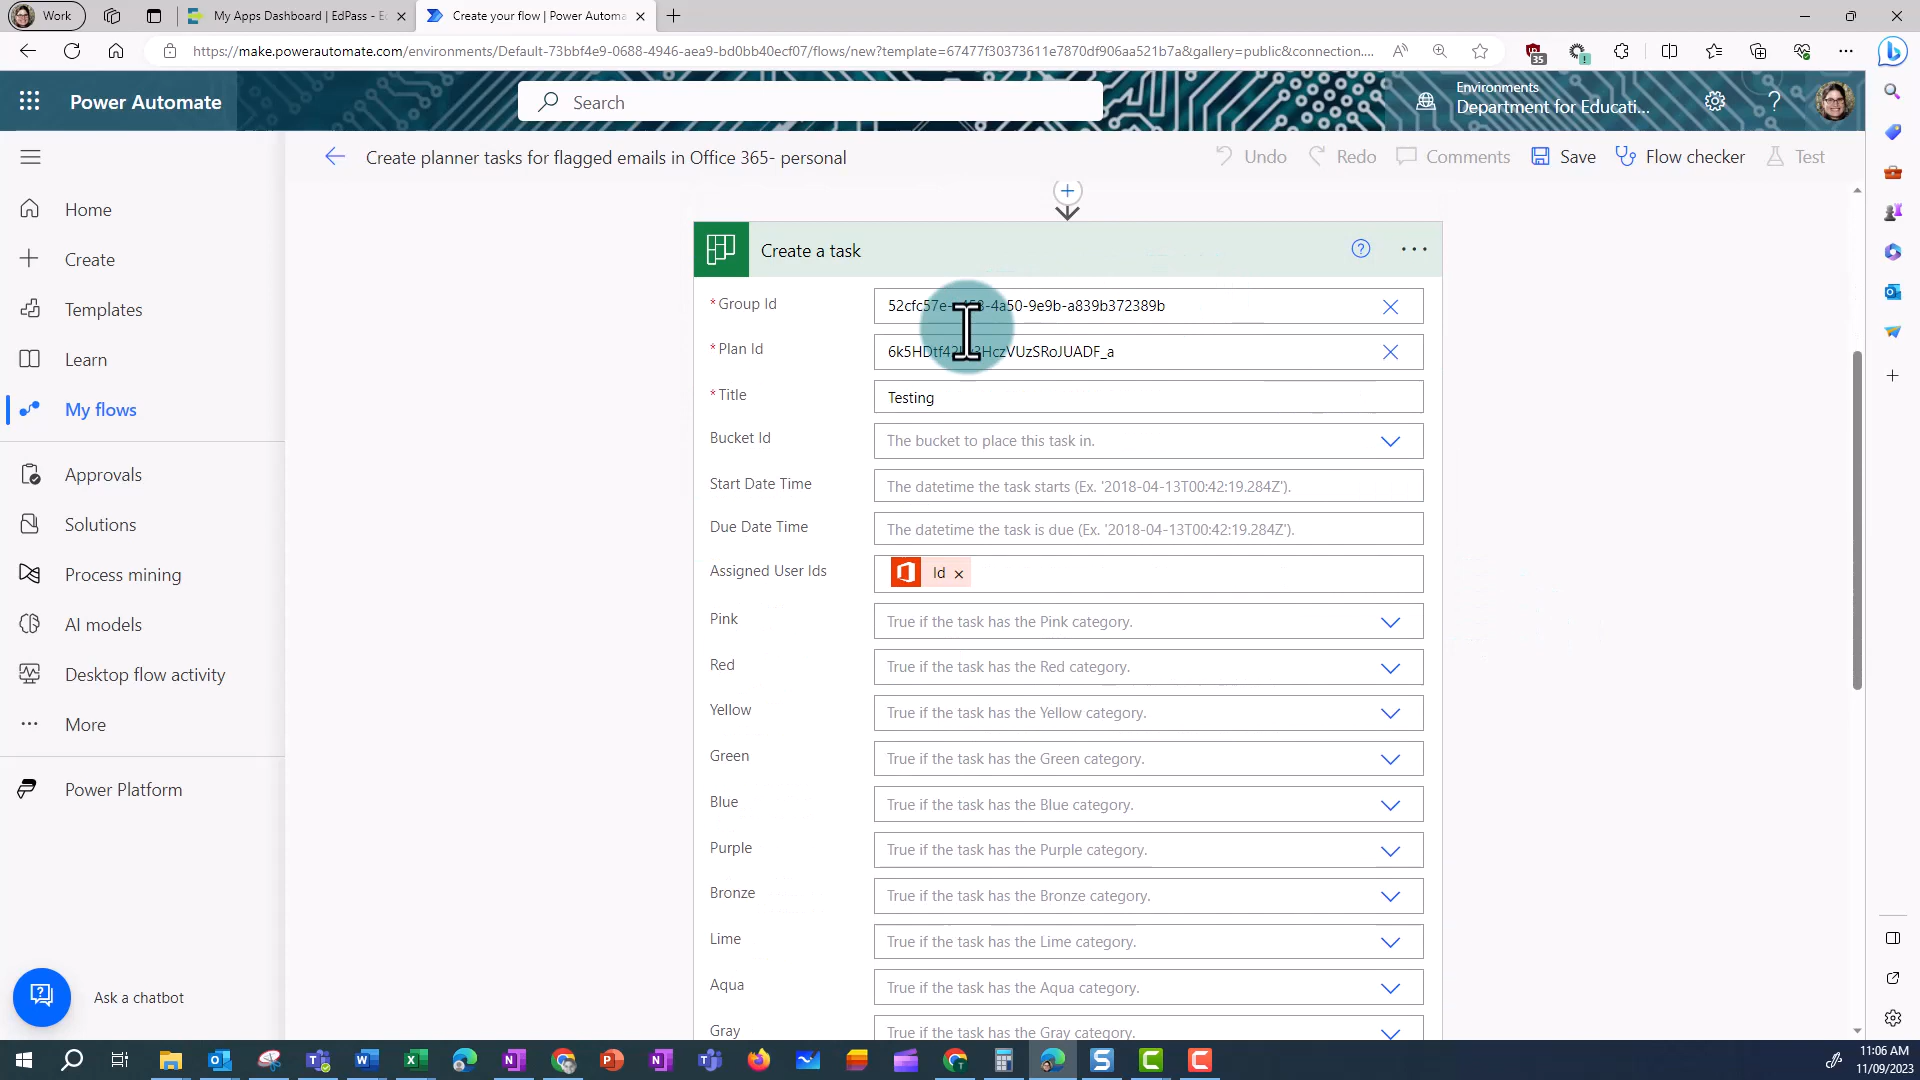 Work
My Apps Dashboard | EdPass - E
Create your flow | Power Automa
https://make.powerautomate.com/environments/Default-73bbf4e9-0688-4946-aea9-bd0bb40ecf07/flows/new?template=67477f30373611e7870df906aa521b7a&gallery=public&connection....
35
Power Automate
Search
Environments
Department for Educati...
Create planner tasks for flagged emails in Office 365- personal
Undo
Redo
Comments
Save
Flow checker
Test
Home
Create
Templates
Learn
My flows
Approvals
Solutions
Process mining
AI models
Desktop flow activity
More
Power Platform
Ask a chatbot
Create a task
* Group Id
-4a50-9e9b-a839b372389b
* Plan Id
HczVUzSRoJUADF_a
* Title
Testing
Bucket Id
The bucket to place this task in.
Start Date Time
The datetime the task starts (Ex. '2018-04-13T00:42:19.284Z').
Due Date Time
The datetime the task is due (Ex. '2018-04-13T00:42:19.284Z').
Assigned User Ids
Id ×
Pink
True if the task has the Pink category.
Red
True if the task has the Red category.
Yellow
True if the task has the Yellow category.
Green
True if the task has the Green category.
Blue
True if the task has the Blue category.
Purple
True if the task has the Purple category.
Bronze
True if the task has the Bronze category.
Lime
True if the task has the Lime category.
Aqua
True if the task has the Aqua category.
Gray
True if the task has the Gray category.
11:06 AM
11/09/2023